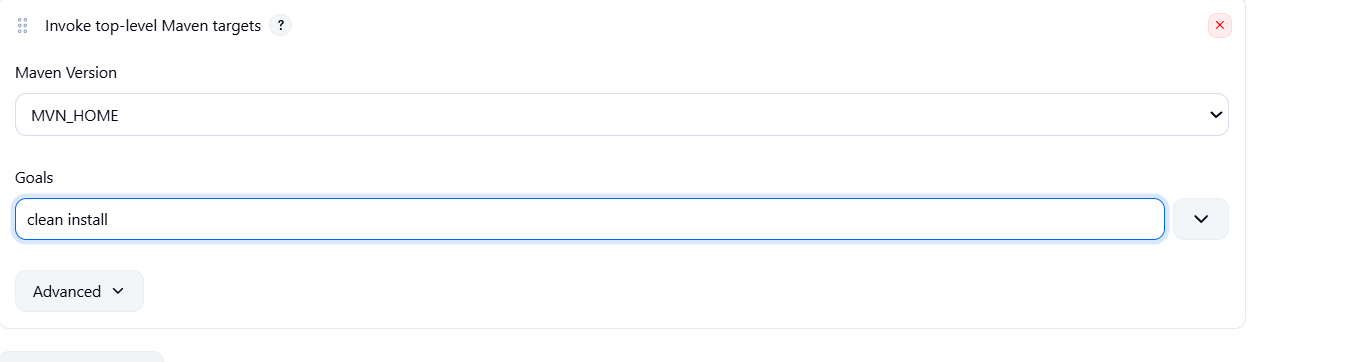 Invoke top-level Maven targets ?
Maven Version
MVN_HOME
Goals
clean install
Advanced